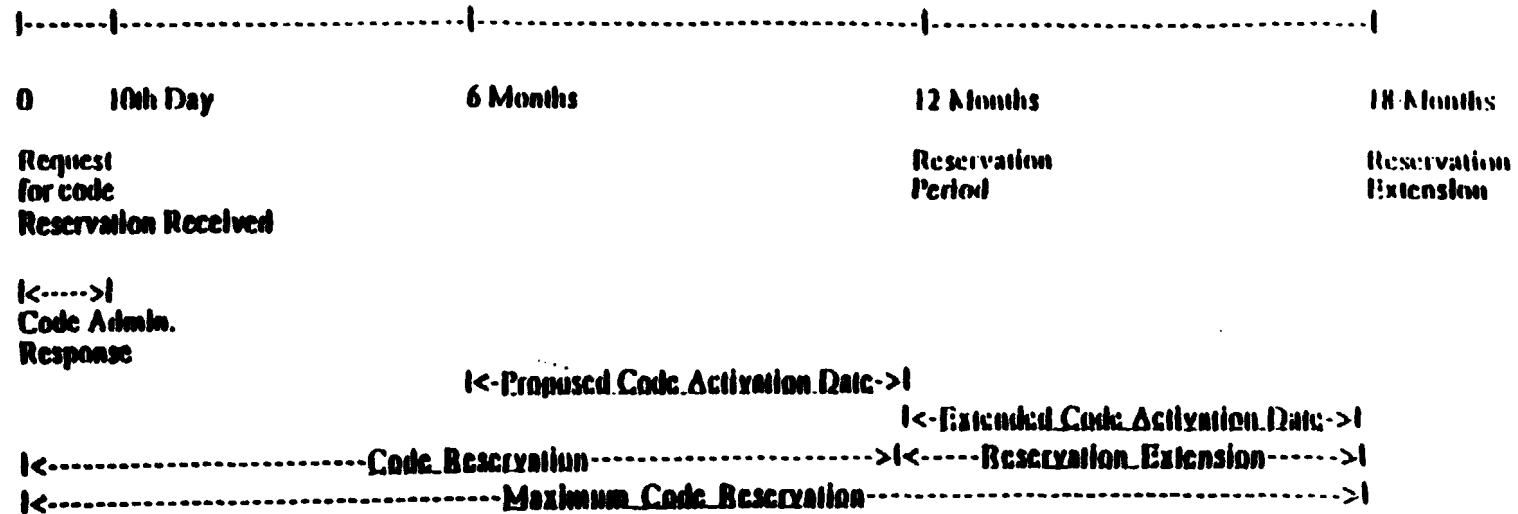 |-------|------------------------------|--------------------------------------|--------------------------------------|
0 10th Day 6 Months 12 Months 18 Months
Request Reservation Reservation
for code Period Extension
Reservation Received
|<----->|
Code Admin.
Response
|<-Proposed Code Activation Date->|
|<-Extended Code Activation Date->|
|<----------------------------Code Reservation-------------------------->|<-----Reservation Extension------>|
|<---------------------------------------Maximum Code Reservation---------------------------------------->|